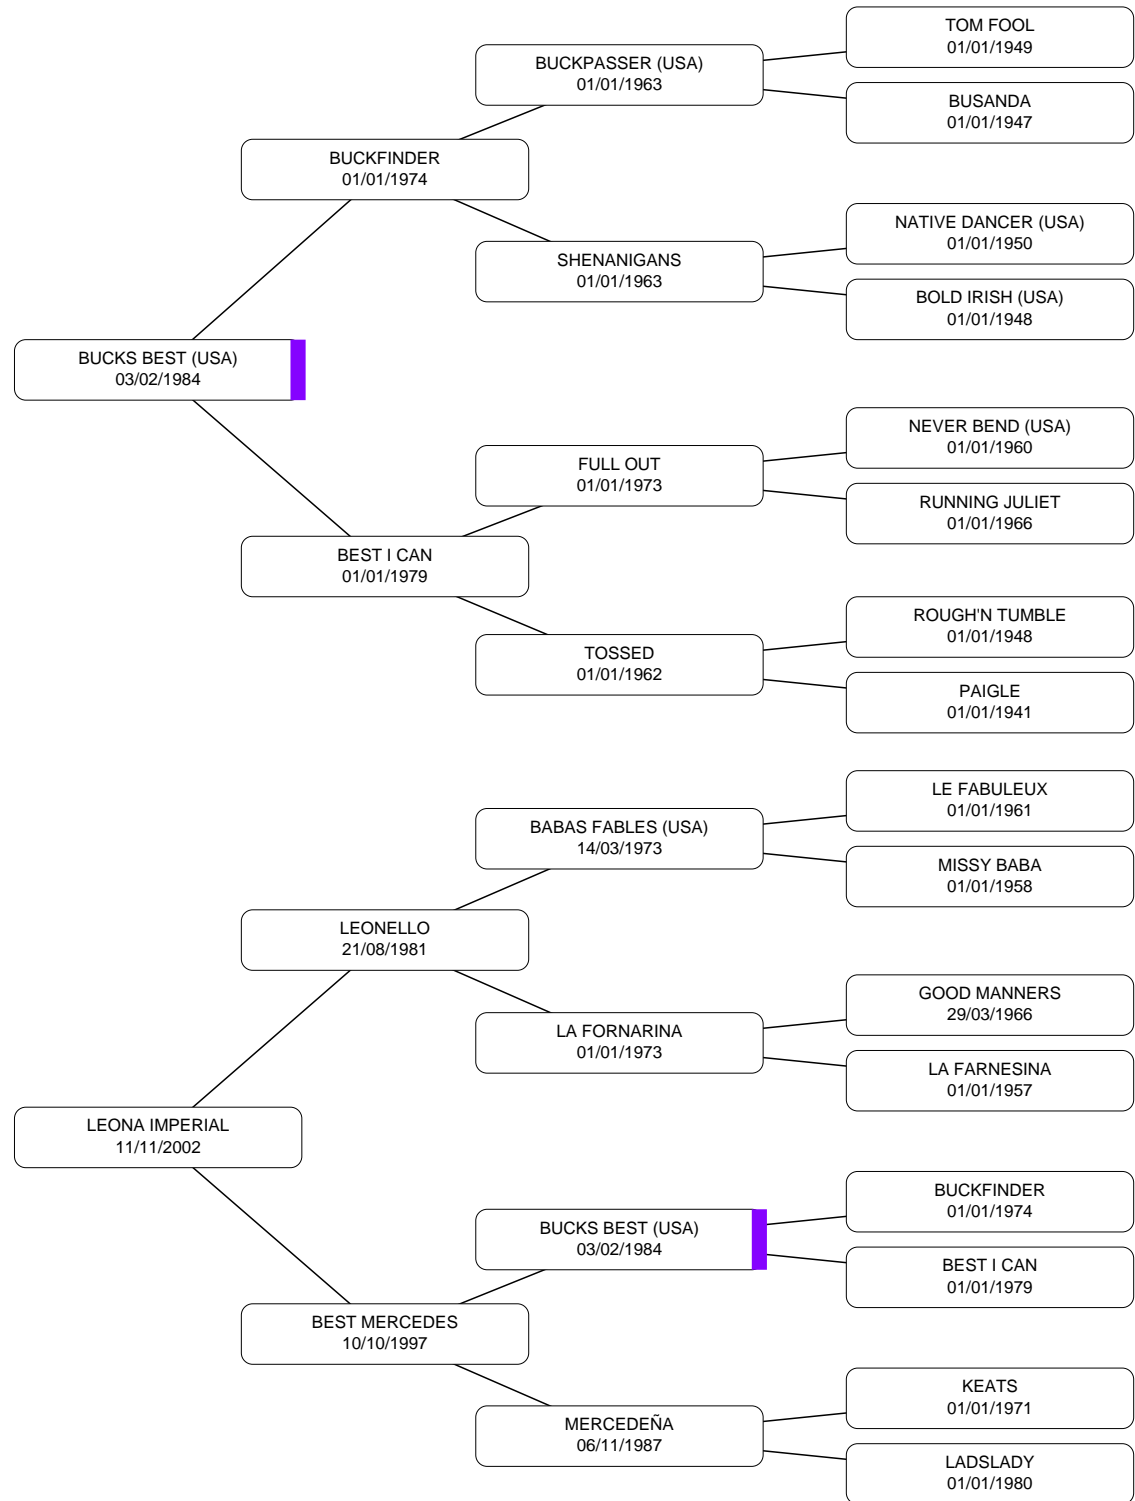 TOM FOOL
01/01/1949
BUCKPASSER (USA)
01/01/1963
BUSANDA
01/01/1947
BUCKFINDER
01/01/1974
NATIVE DANCER (USA)
01/01/1950
SHENANIGANS
01/01/1963
BOLD IRISH (USA)
01/01/1948
BUCKS BEST (USA)
03/02/1984
NEVER BEND (USA)
01/01/1960
FULL OUT
01/01/1973
RUNNING JULIET
01/01/1966
BEST I CAN
01/01/1979
ROUGH'N TUMBLE
01/01/1948
TOSSED
01/01/1962
PAIGLE
01/01/1941
LE FABULEUX
01/01/1961
BABAS FABLES (USA)
14/03/1973
MISSY BABA
01/01/1958
LEONELLO
21/08/1981
GOOD MANNERS
29/03/1966
LA FORNARINA
01/01/1973
LA FARNESINA
01/01/1957
LEONA IMPERIAL
11/11/2002
BUCKFINDER
01/01/1974
BUCKS BEST (USA)
03/02/1984
BEST I CAN
01/01/1979
BEST MERCEDES
10/10/1997
KEATS
01/01/1971
MERCEDEÑA
06/11/1987
LADSLADY
01/01/1980